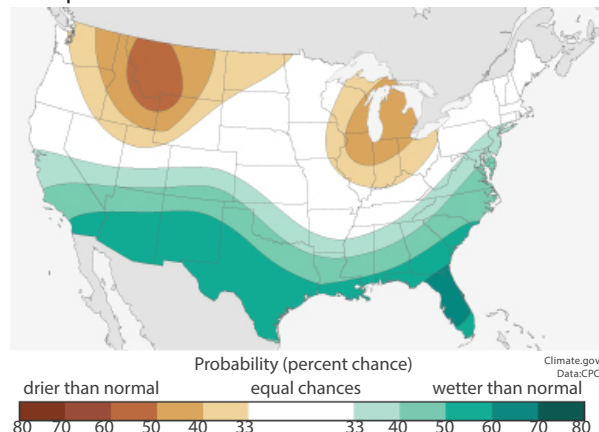 Climate.gov
Probability (percent chance)
Data:CPC
drier than normal equal chances wetter than normal
80 70 60 50 40 33 33 40 50 60 70 80